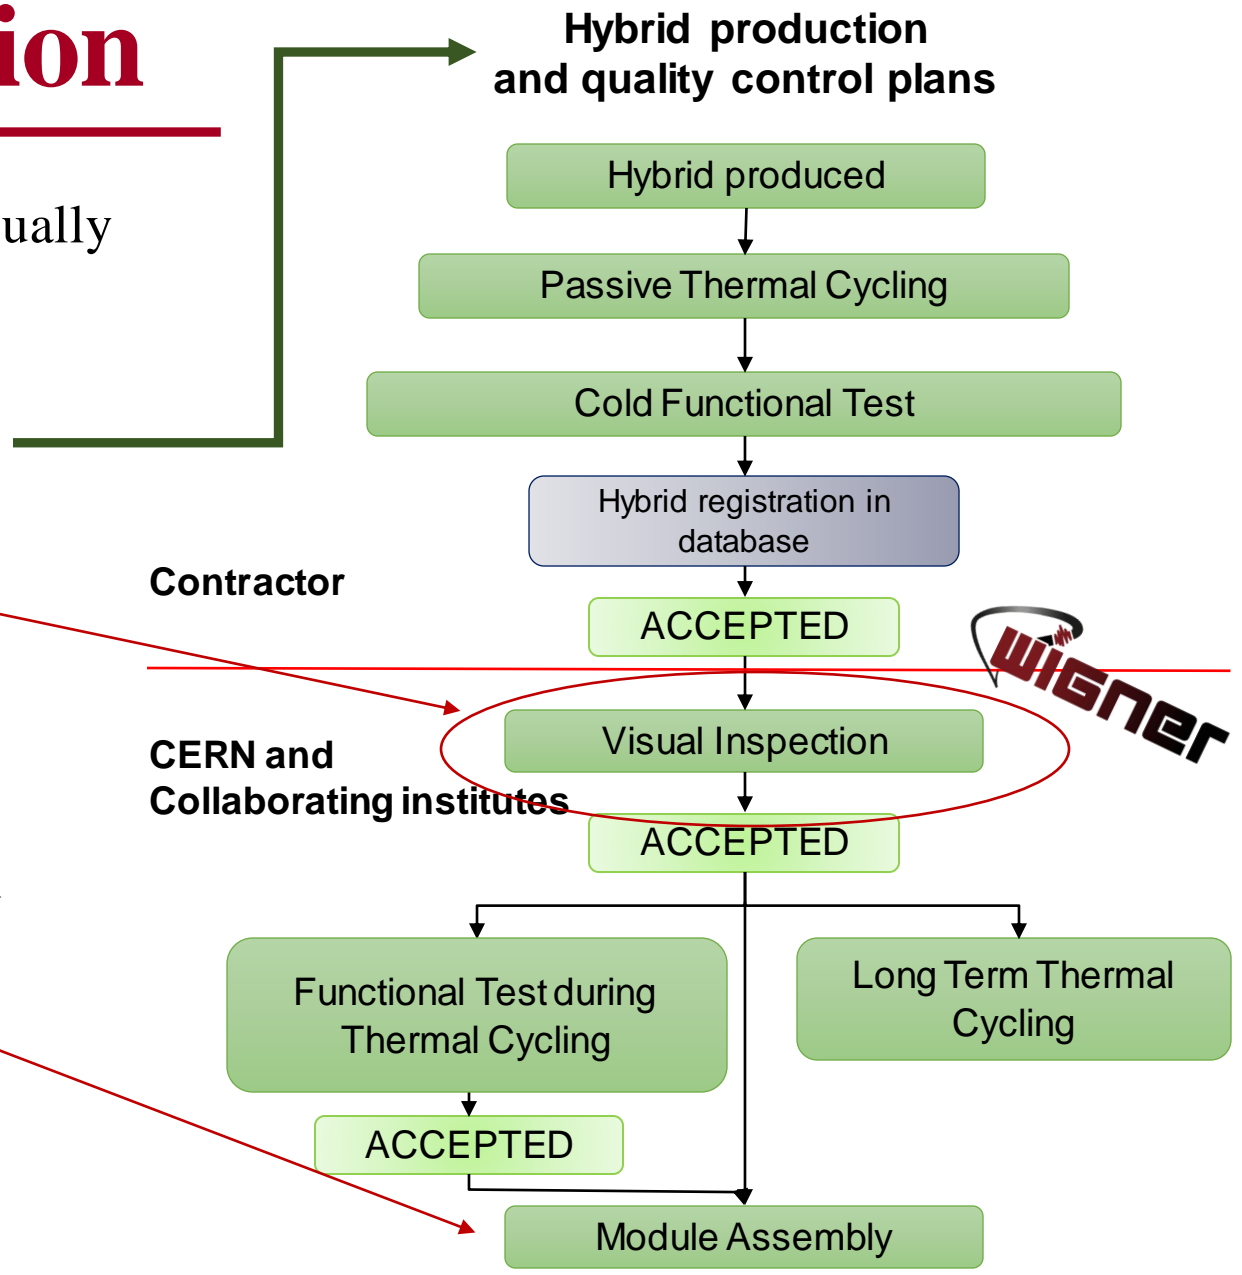 ion
Hybrid production
and quality control plans
ually
Hybrid produced
Passive Thermal Cycling
Cold Functional Test
Hybrid registration in
database
Contractor
ACCEPTED
wigner
Visual Inspection
CERN and
Collaborating institutes
ACCEPTED
Functional Test during
Thermal Cycling
Long Term Thermal
Cycling
ACCEPTED
Module Assembly